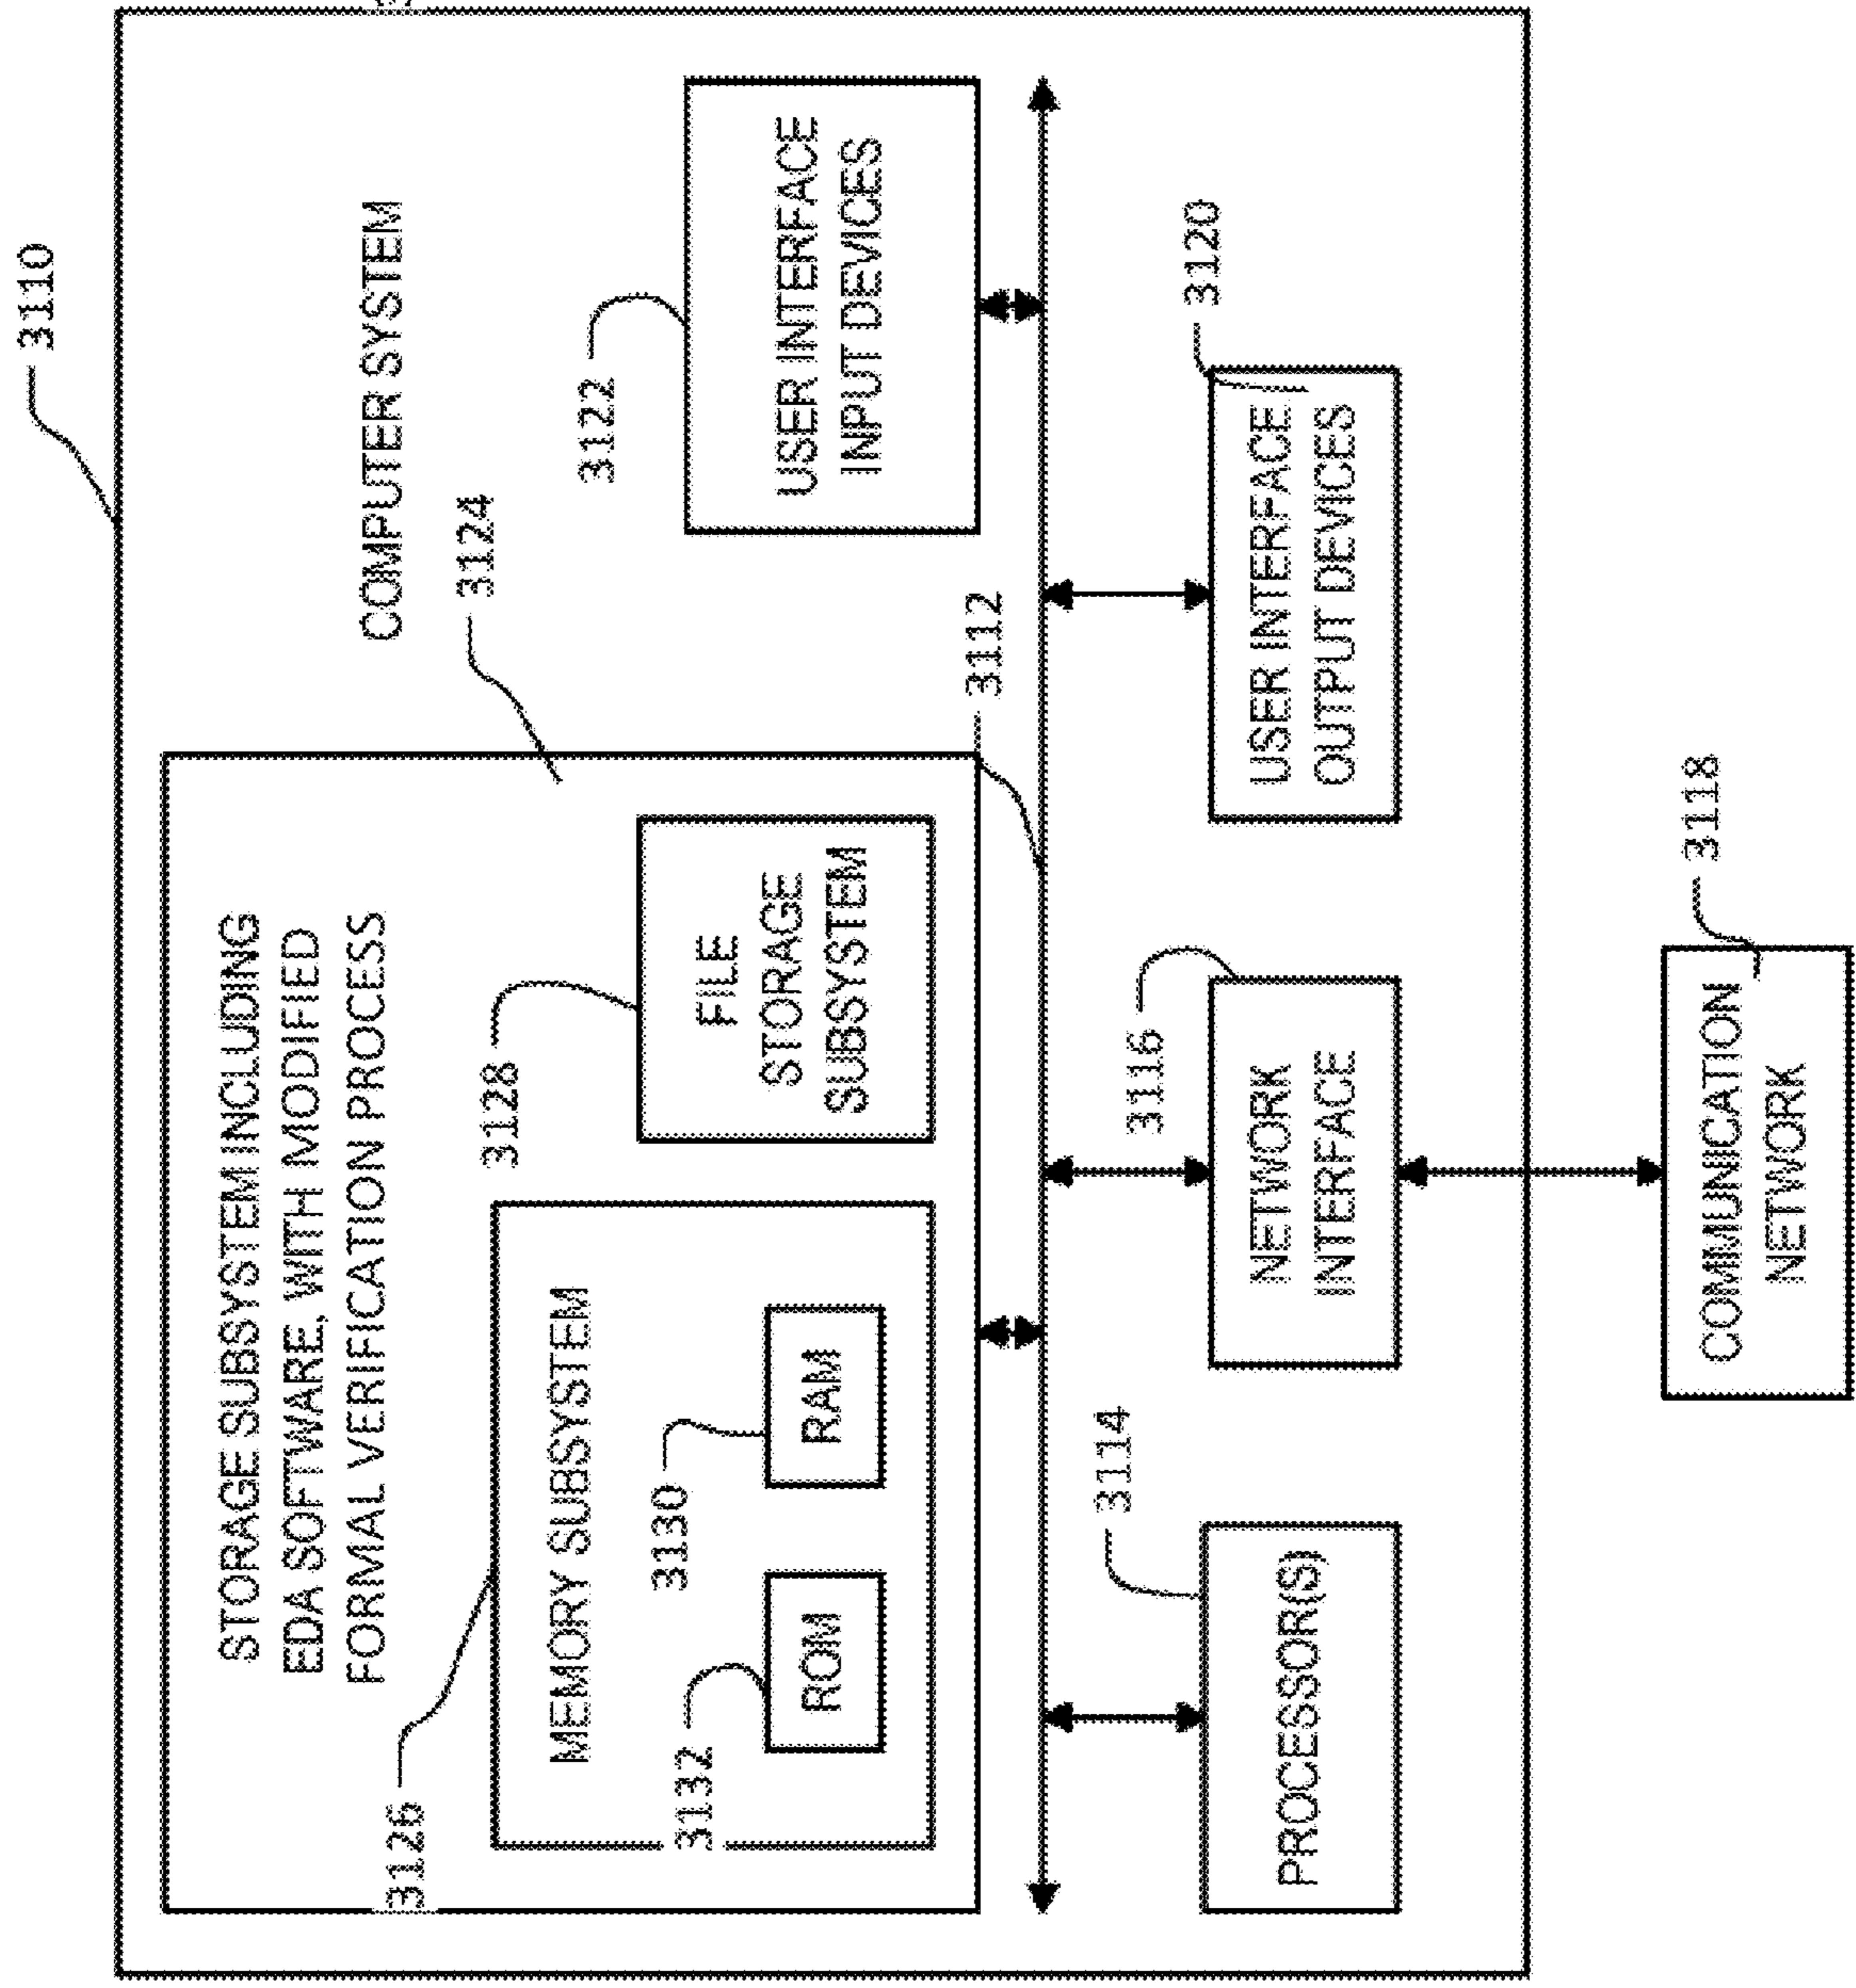 3110
COMPUTER SYSTEM
STORAGE SUBSYSTEM INCLUDING
EDA SOFTWARE, WITH MODIFIED
FORMAL VERIFICATION PROCESS
3124
3126
MEMORY SUBSYSTEM
3132
ROM
3130
RAM
3128
FILE
STORAGE
SUBSYSTEM
3122
USER INTERFACE
INPUT DEVICES
3112
3114
PROCESSOR(S)
3116
NETWORK
INTERFACE
3120
USER INTERFACE
OUTPUT DEVICES
3118
COMMUNICATION
NETWORK